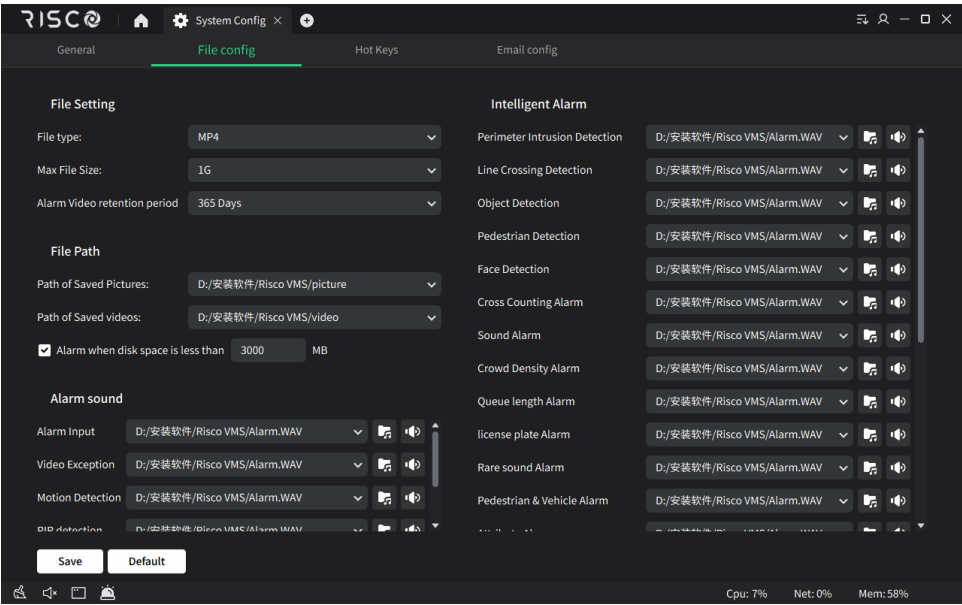 RISCO
System Config
General
File config
Hot Keys
Email config
File Setting
File type:
MP4
Max File Size:
1G
Alarm Video retention period
365 Days
File Path
Path of Saved Pictures:
D:/安装软件/Risco VMS/picture
Path of Saved videos:
D:/安装软件/Risco VMS/video
Alarm when disk space is less than
3000
MB
Alarm sound
Alarm Input
D:/安装软件/Risco VMS/Alarm.WAV
Video Exception
D:/安装软件/Risco VMS/Alarm.WAV
Motion Detection
D:/安装软件/Risco VMS/Alarm.WAV
PIR detection
D:/安装软件/Risco VMS/Alarm.WAV
Intelligent Alarm
Perimeter Intrusion Detection
D:/安装软件/Risco VMS/Alarm.WAV
Line Crossing Detection
D:/安装软件/Risco VMS/Alarm.WAV
Object Detection
D:/安装软件/Risco VMS/Alarm.WAV
Pedestrian Detection
D:/安装软件/Risco VMS/Alarm.WAV
Face Detection
D:/安装软件/Risco VMS/Alarm.WAV
Cross Counting Alarm
D:/安装软件/Risco VMS/Alarm.WAV
Sound Alarm
D:/安装软件/Risco VMS/Alarm.WAV
Crowd Density Alarm
D:/安装软件/Risco VMS/Alarm.WAV
Queue length Alarm
D:/安装软件/Risco VMS/Alarm.WAV
license plate Alarm
D:/安装软件/Risco VMS/Alarm.WAV
Rare sound Alarm
D:/安装软件/Risco VMS/Alarm.WAV
Pedestrian & Vehicle Alarm
D:/安装软件/Risco VMS/Alarm.WAV
Save
Default
Cpu: 7%
Net: 0%
Mem: 58%